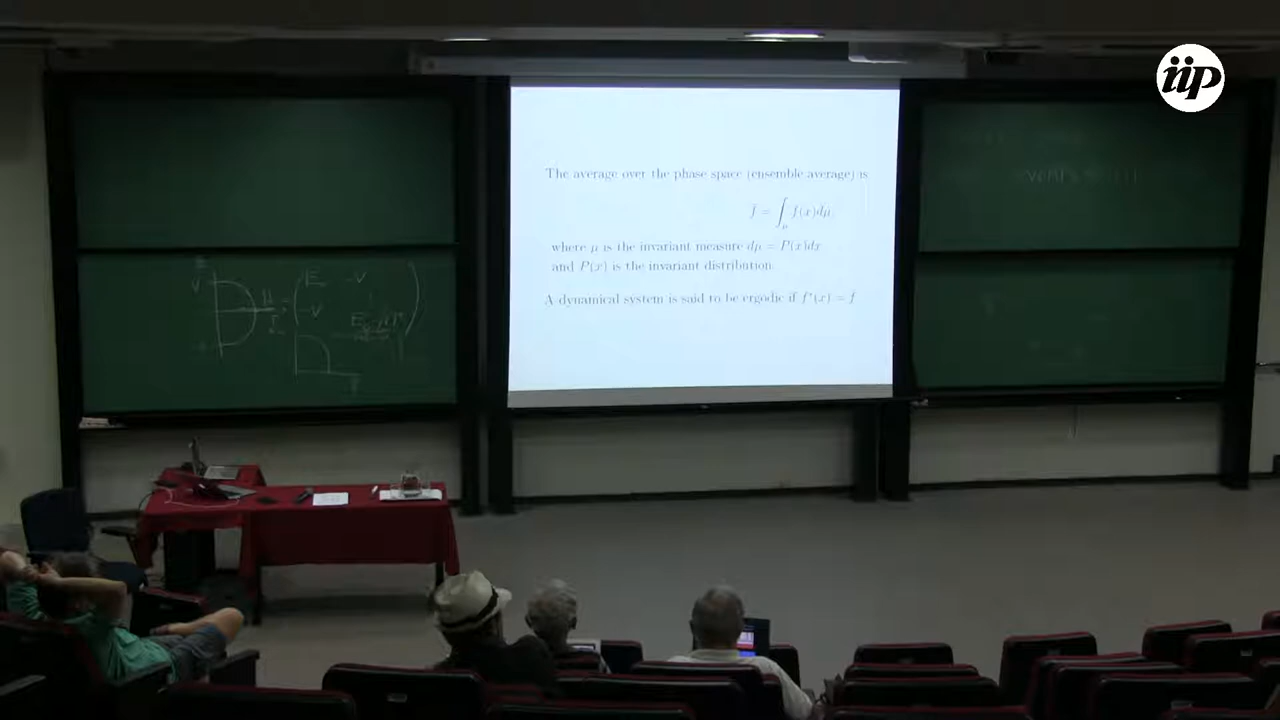 iip
The average over the phase space (ensemble average) is
f̄ = ∫_μ f(x)dμ,
where μ is the invariant measure dμ = P(x)dx
and P(x) is the invariant distribution.
A dynamical system is said to be ergodic if f*(x) = f̄
E -V
-V